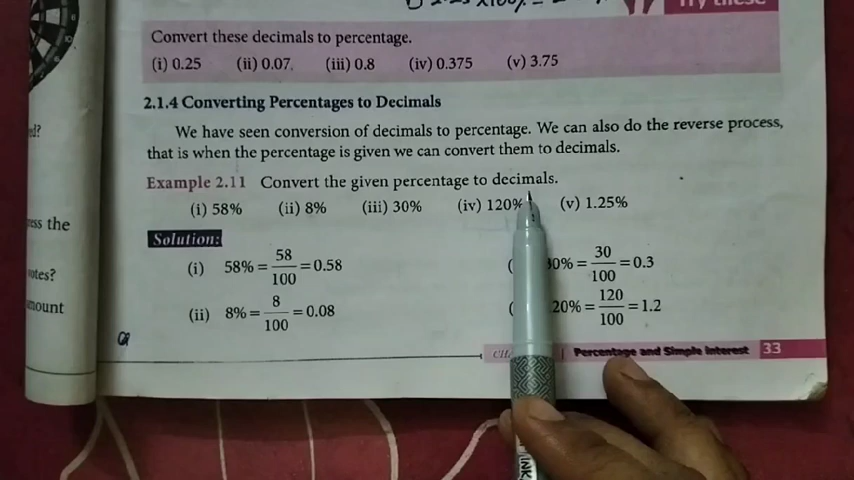 Try these
Convert these decimals to percentage.
(i) 0.25 (ii) 0.07 (iii) 0.8 (iv) 0.375 (v) 3.75
2.1.4 Converting Percentages to Decimals
We have seen conversion of decimals to percentage. We can also do the reverse process,
that is when the percentage is given we can convert them to decimals.
Example 2.11 Convert the given percentage to decimals.
(i) 58% (ii) 8% (iii) 30% (iv) 120% (v) 1.25%
Solution:
(i) 58% = 58/100 = 0.58
30% = 30/100 = 0.3
(ii) 8% = 8/100 = 0.08
120% = 120/100 = 1.2
Percentage and Simple Interest 33
ess the
otes?
mount